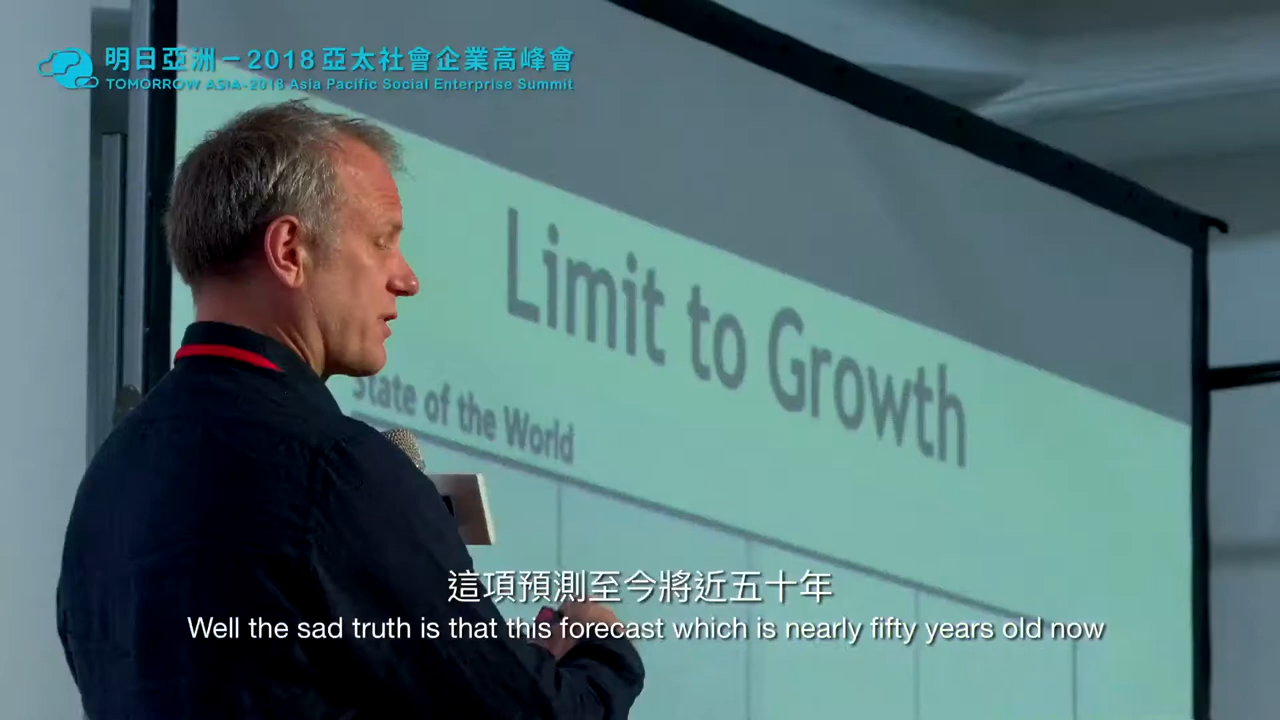 明日亞洲－2018亞太社會企業高峰會
TOMORROW ASIA-2018 Asia Pacific Social Enterprise Summit
Limit to Growth
State of the World
這項預測至今將近五十年
Well the sad truth is that this forecast which is nearly fifty years old now